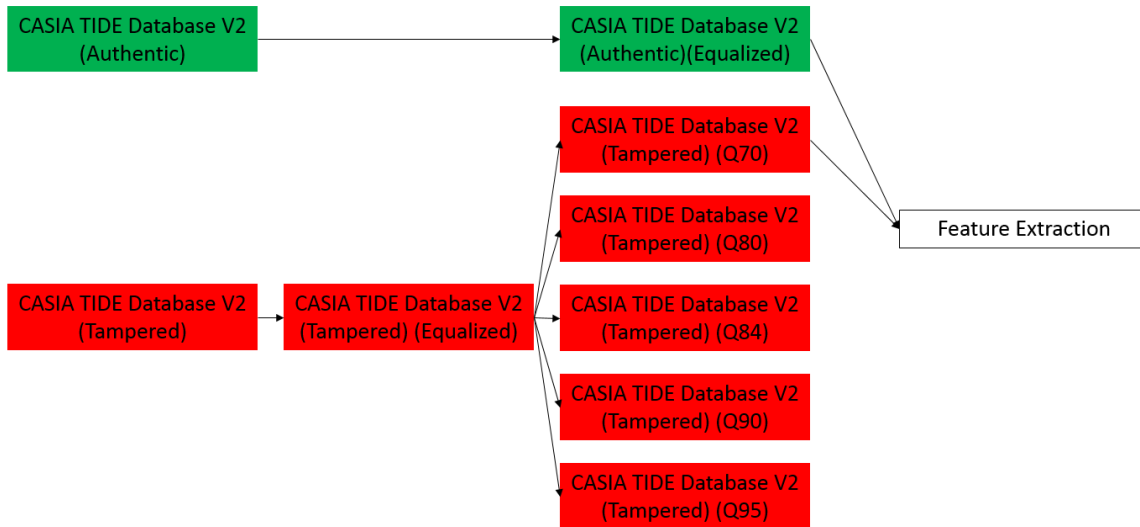 CASIA TIDE Database V2
(Authentic)
CASIA TIDE Database V2
(Authentic)(Equalized)
CASIA TIDE Database V2
(Tampered) (Q70)
CASIA TIDE Database V2
(Tampered) (Q80)
Feature Extraction
CASIA TIDE Database V2
(Tampered)
CASIA TIDE Database V2
(Tampered) (Equalized)
CASIA TIDE Database V2
(Tampered) (Q84)
CASIA TIDE Database V2
(Tampered) (Q90)
CASIA TIDE Database V2
(Tampered) (Q95)